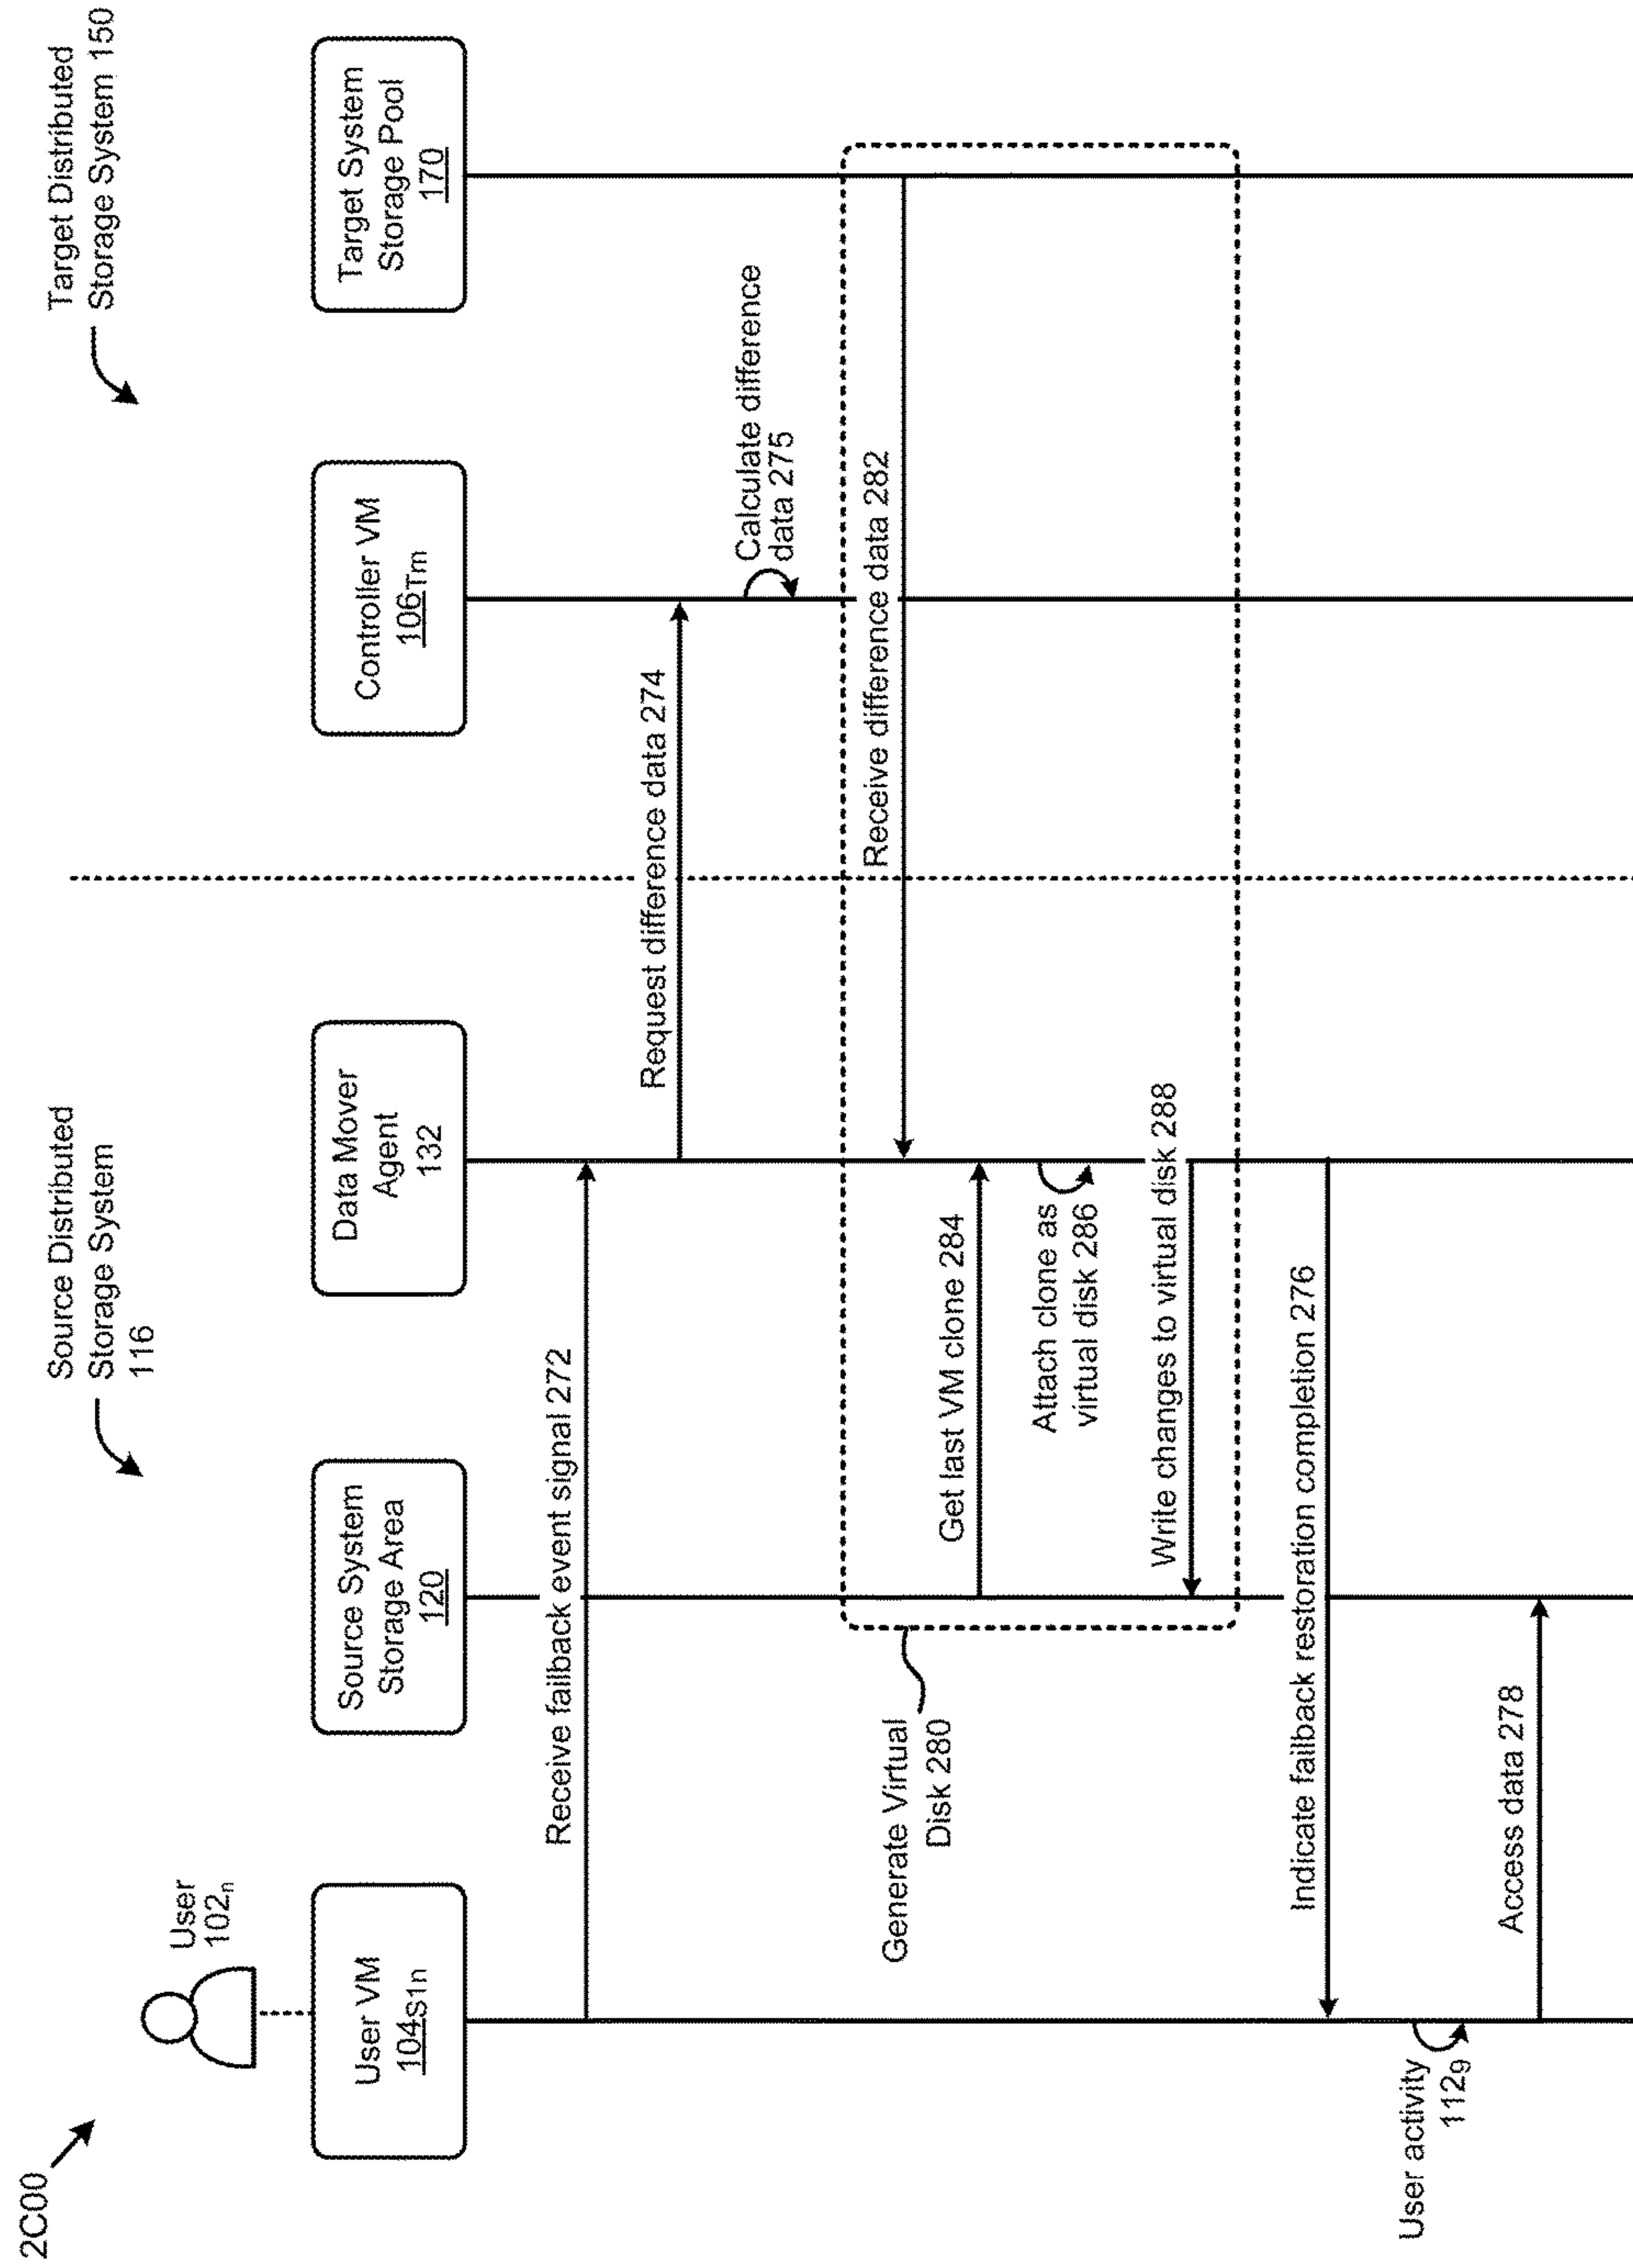 2C00
User
102n
Source Distributed
Storage System
116
Target Distributed
Storage System 150
User VM
104S1n
Source System
Storage Area
120
Data Mover
Agent
132
Controller VM
106Tm
Target System
Storage Pool
170
Receive failback event signal 272
Request difference data 274
Calculate difference
data 275
Generate Virtual
Disk 280
Receive difference data 282
Get last VM clone 284
Attach clone as
virtual disk 286
Write changes to virtual disk 288
Indicate failback restoration completion 276
User activity
1129
Access data 278